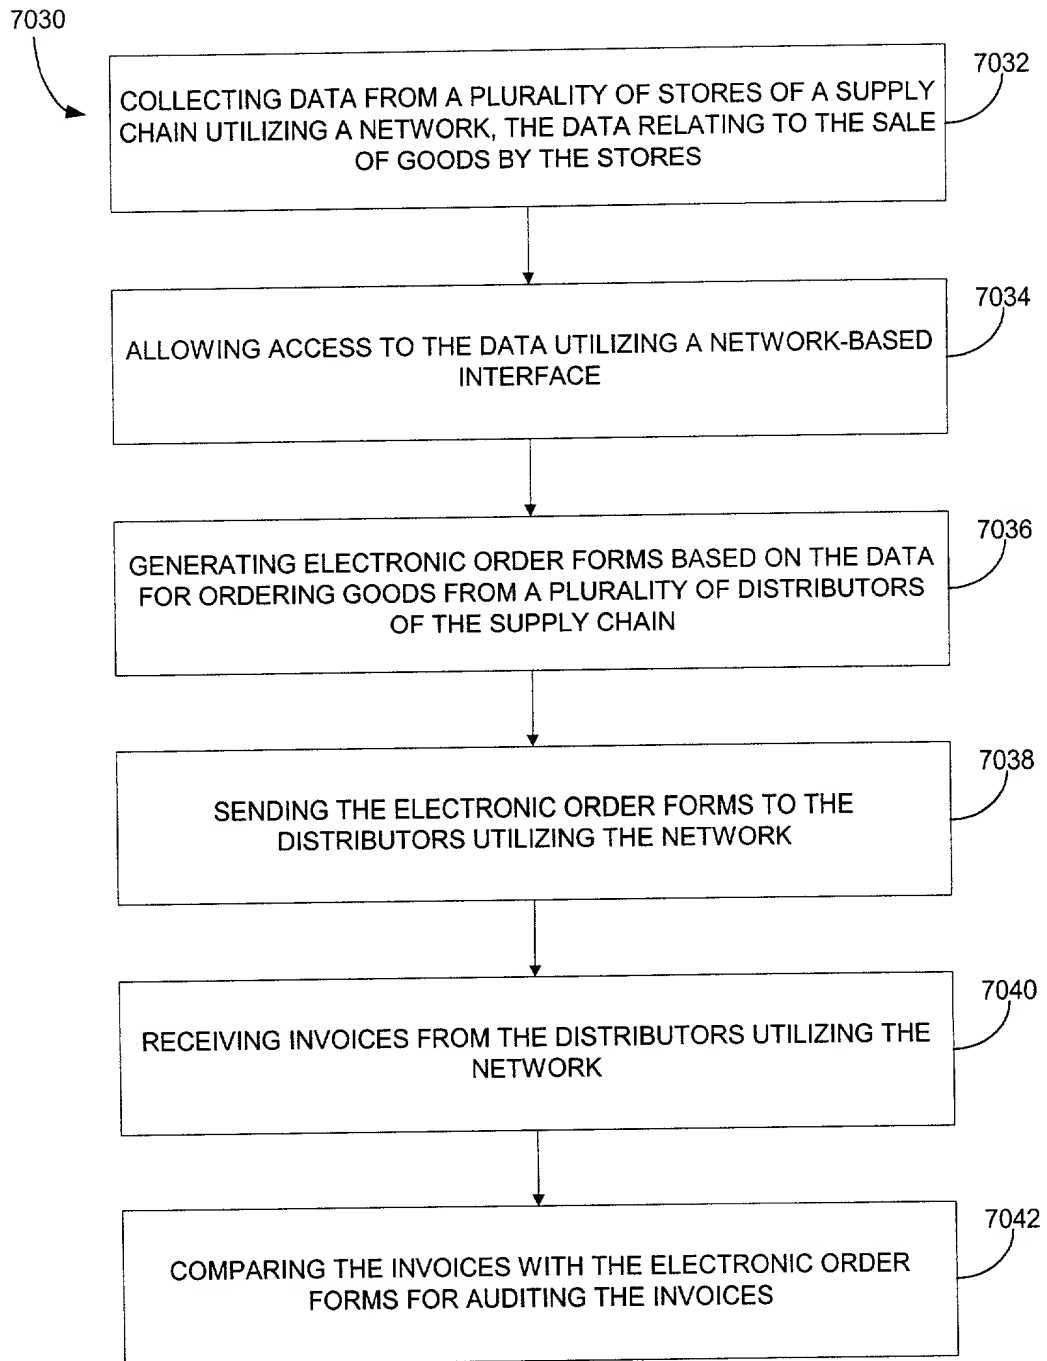 7030
7032
COLLECTING DATA FROM A PLURALITY OF STORES OF A SUPPLY
CHAIN UTILIZING A NETWORK, THE DATA RELATING TO THE SALE
OF GOODS BY THE STORES
7034
ALLOWING ACCESS TO THE DATA UTILIZING A NETWORK-BASED
INTERFACE
7036
GENERATING ELECTRONIC ORDER FORMS BASED ON THE DATA
FOR ORDERING GOODS FROM A PLURALITY OF DISTRIBUTORS
OF THE SUPPLY CHAIN
7038
SENDING THE ELECTRONIC ORDER FORMS TO THE
DISTRIBUTORS UTILIZING THE NETWORK
7040
RECEIVING INVOICES FROM THE DISTRIBUTORS UTILIZING THE
NETWORK
7042
COMPARING THE INVOICES WITH THE ELECTRONIC ORDER
FORMS FOR AUDITING THE INVOICES